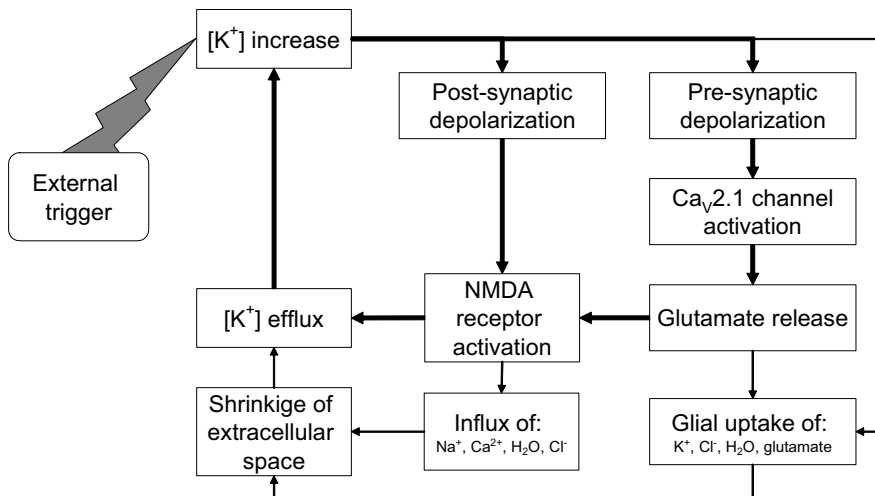 [K⁺] increase
Post-synaptic
depolarization
Pre-synaptic
depolarization
External
trigger
Caᵥ2.1 channel
activation
[K⁺] efflux
NMDA
receptor
activation
Glutamate release
Shrinkige of
extracellular
space
Influx of:
Na⁺, Ca²⁺, H₂O, Cl⁻
Glial uptake of:
K⁺, Cl⁻, H₂O, glutamate